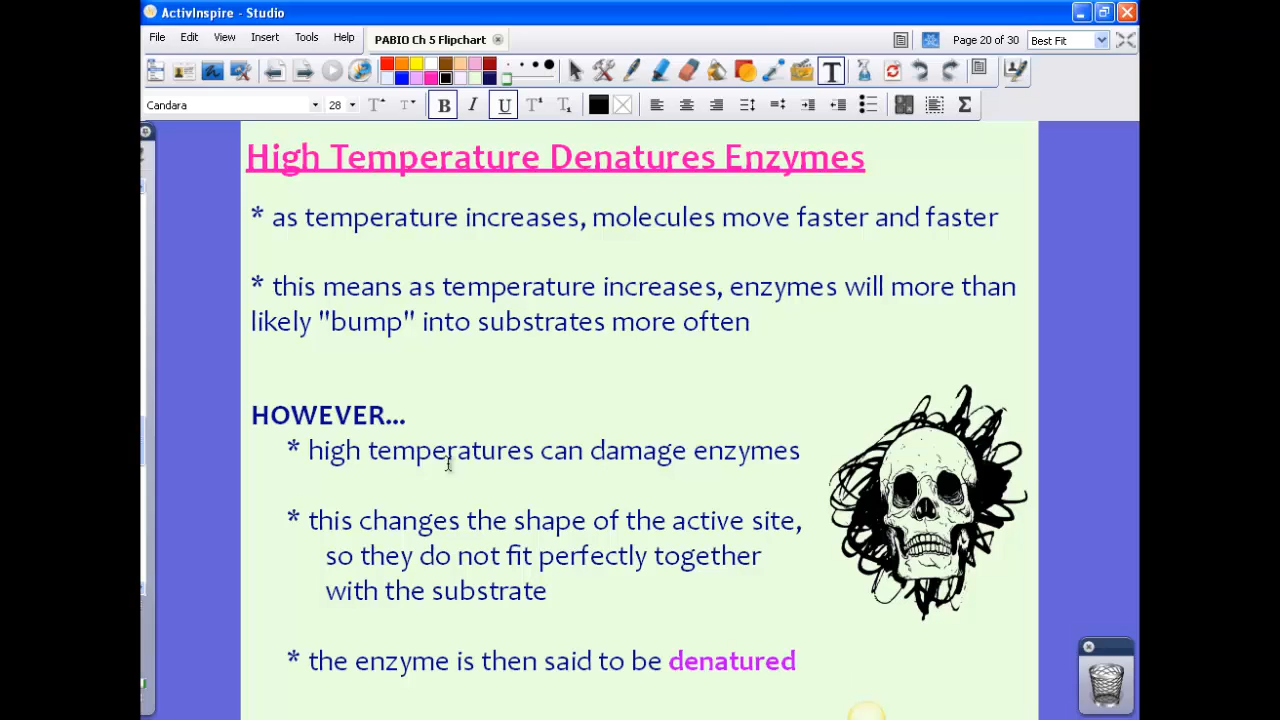 ActivInspire - Studio
File Edit View Insert Tools Help
PABIO Ch 5 Flipchart
Page 20 of 30
Best Fit
Candara
28
High Temperature Denatures Enzymes
* as temperature increases, molecules move faster and faster
* this means as temperature increases, enzymes will more than
likely "bump" into substrates more often
HOWEVER...
* high temperatures can damage enzymes
* this changes the shape of the active site,
so they do not fit perfectly together
with the substrate
* the enzyme is then said to be denatured